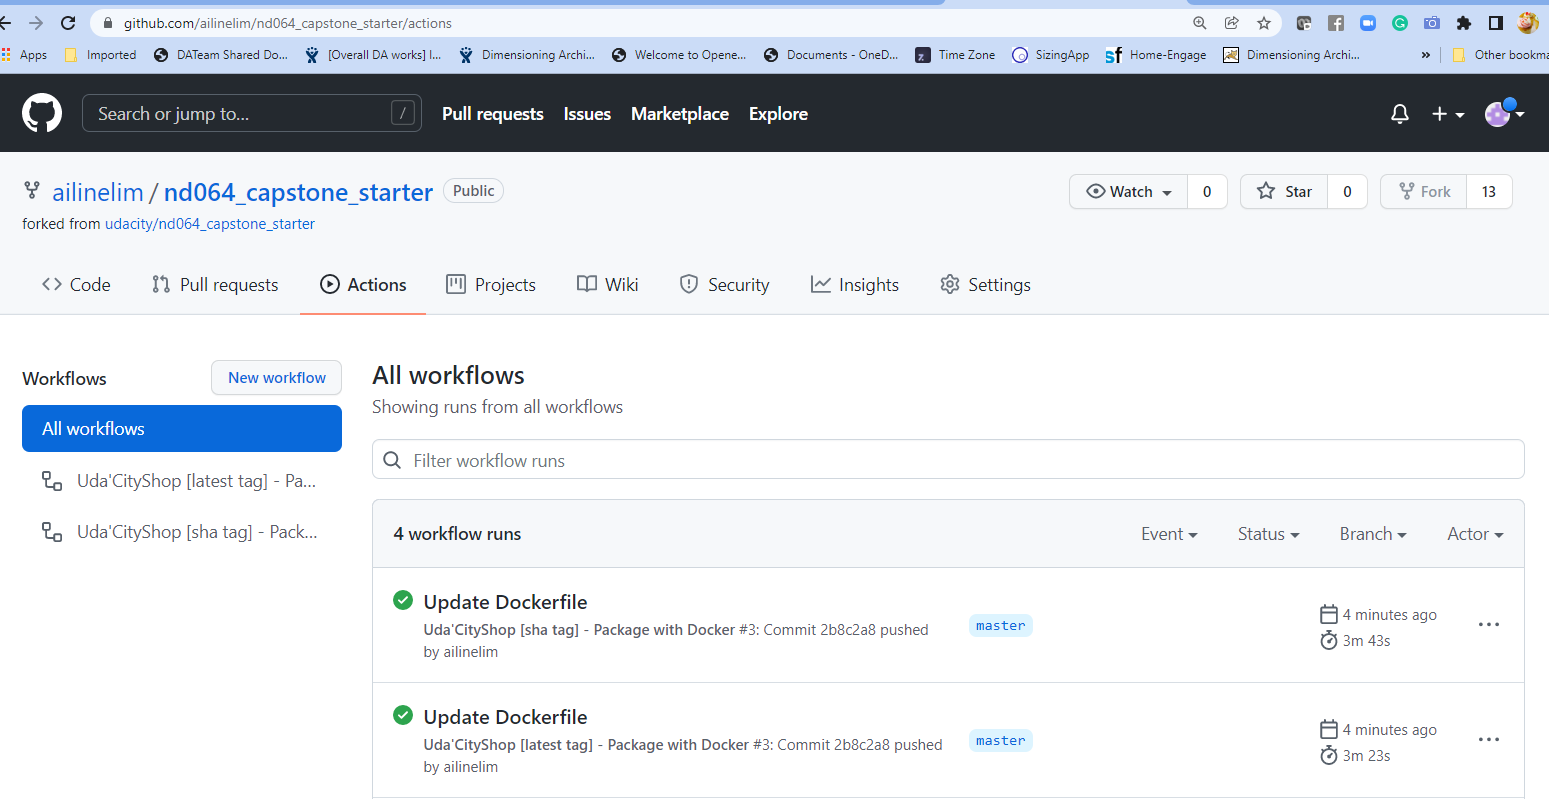 github.com/ailinelim/nd064_capstone_starter/actions
Apps Imported DATeam Shared Do... [Overall DA works] I... Dimensioning Archi... Welcome to Opene... Documents - OneD... Time Zone SizingApp Home-Engage Dimensioning Archi... » Other bookma
Search or jump to... / Pull requests Issues Marketplace Explore
ailinelim / nd064_capstone_starter Public Watch 0 Star 0 Fork 13
forked from udacity/nd064_capstone_starter
Code Pull requests Actions Projects Wiki Security Insights Settings
Workflows New workflow
All workflows
Uda'CityShop [latest tag] - Pa...
Uda'CityShop [sha tag] - Pack...
All workflows
Showing runs from all workflows
Filter workflow runs
4 workflow runs Event Status Branch Actor
Update Dockerfile
Uda'CityShop [sha tag] - Package with Docker #3: Commit 2b8c2a8 pushed
by ailinelim
master
4 minutes ago
3m 43s
Update Dockerfile
Uda'CityShop [latest tag] - Package with Docker #3: Commit 2b8c2a8 pushed
by ailinelim
master
4 minutes ago
3m 23s